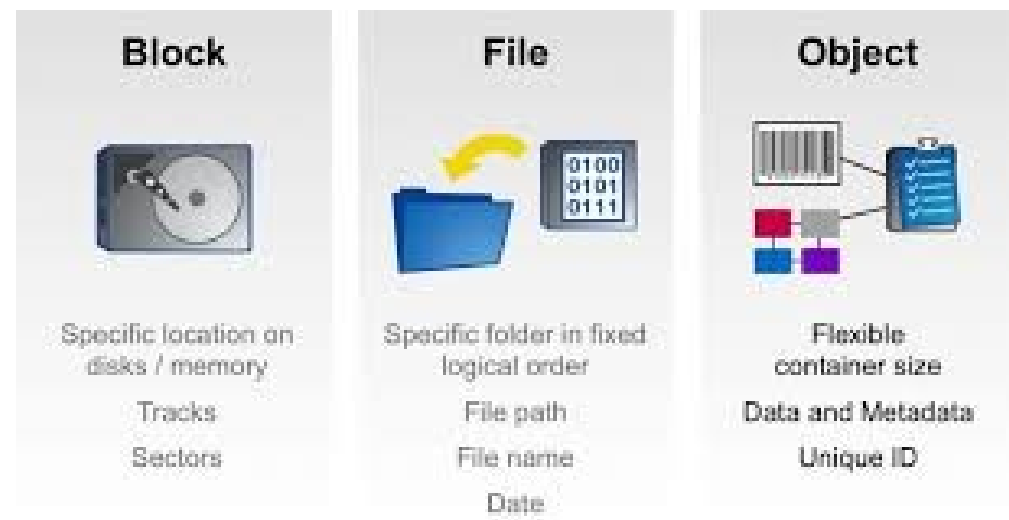 Block
Specific location on
disks / memory
Tracks
Sectors
File
0100
0101
0111
Specific folder in fixed
logical order
File path
File name
Date
Object
Flexible
container size
Data and Metadata
Unique ID